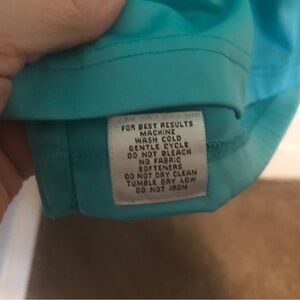 FOR BEST RESULTS
MACHINE
WASH COLD
GENTLE CYCLE
DO NOT BLEACH
NO FABRIC
SOFTENERS
DO NOT DRY CLEAN
TUMBLE DRY LOW
DO NOT IRON